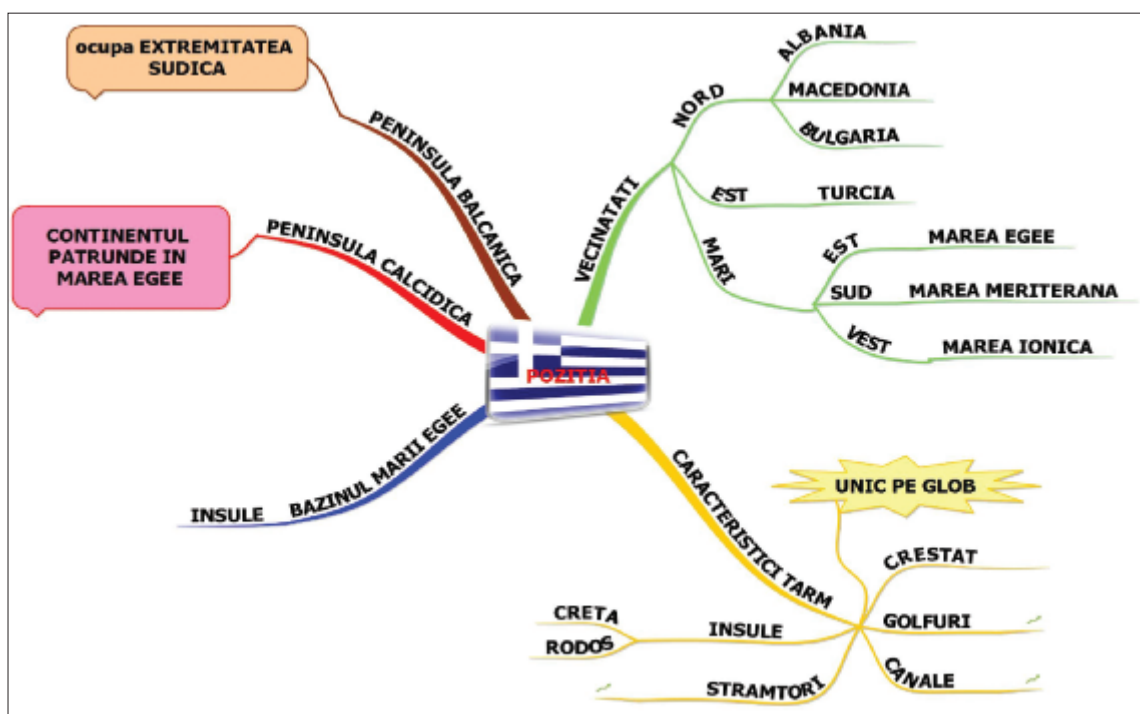 ocupa EXTREMITATEA
SUDICA
PENINSULA BALCANICA
CONTINENTUL
PATRUNDE IN
MAREA EGEE
PENINSULA CALCIDICA
INSULE
BAZINUL MARII EGEE
POZITIA
VECINATATI
NORD
ALBANIA
MACEDONIA
BULGARIA
EST
TURCIA
MARI
EST
MAREA EGEE
SUD
MAREA MERITERANA
VEST
MAREA IONICA
CARACTERISTICI TARM
UNIC PE GLOB
CRESTAT
GOLFURI
CANALE
INSULE
CRETA
RODOS
STRAMTORI